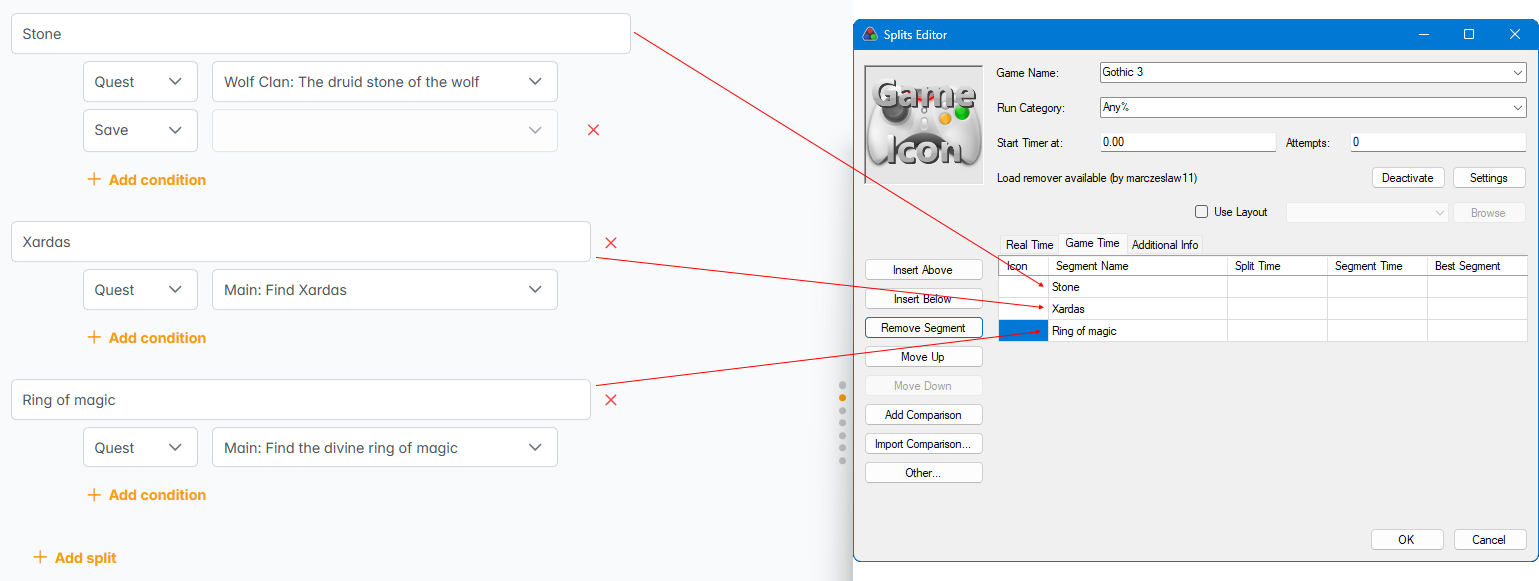 Stone
Quest
Wolf Clan: The druid stone of the wolf
Save
Add condition
Xardas
Quest
Main: Find Xardas
Add condition
Ring of magic
Quest
Main: Find the divine ring of magic
Add condition
Add split
Splits Editor
Game Icon
Game Name:
Gothic 3
Run Category:
Any%
Start Timer at:
0.00
Attempts:
0
Load remover available (by marczeslaw11)
Deactivate
Settings
Use Layout
Browse
Real Time
Game Time
Additional Info
Insert Above
Insert Below
Remove Segment
Move Up
Move Down
Add Comparison
Import Comparison...
Other...
Icon
Segment Name
Split Time
Segment Time
Best Segment
Stone
Xardas
Ring of magic
OK
Cancel